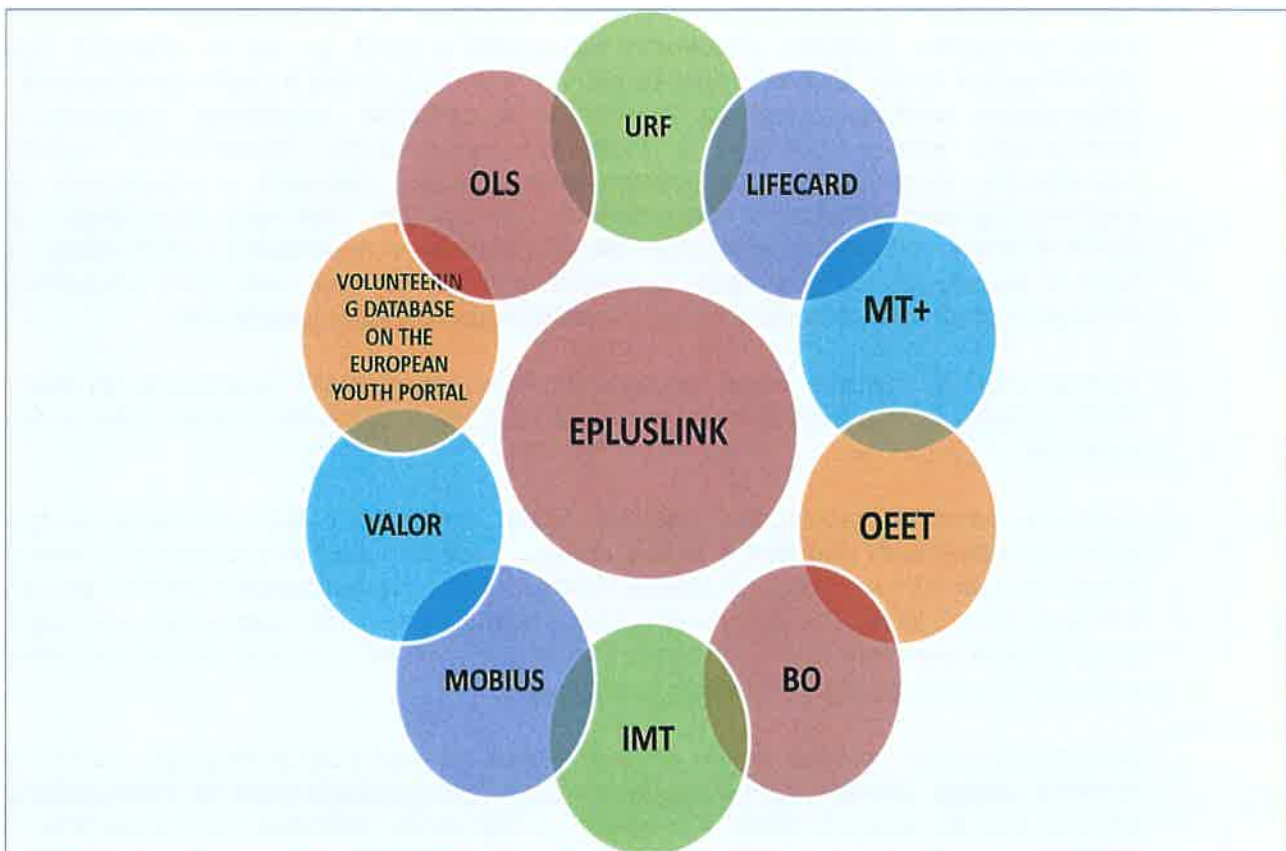 URF
OLS
LIFECARD
VOLUNTEERIN
G DATABASE
ON THE
EUROPEAN
YOUTH PORTAL
MT+
EPLUSLINK
VALOR
OEET
MOBIUS
BO
IMT